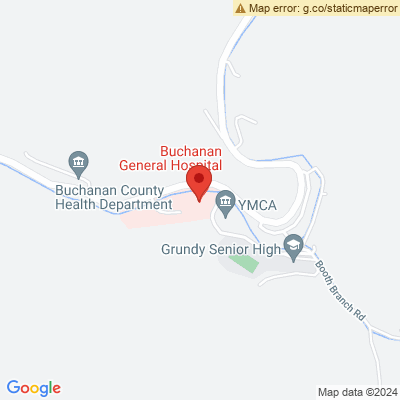 Map error: g.co/staticmaperror
Buchanan
General Hospital
Buchanan County
Health Department
YMCA
Grundy Senior High
Booth Branch Rd
Google
Map data ©2024